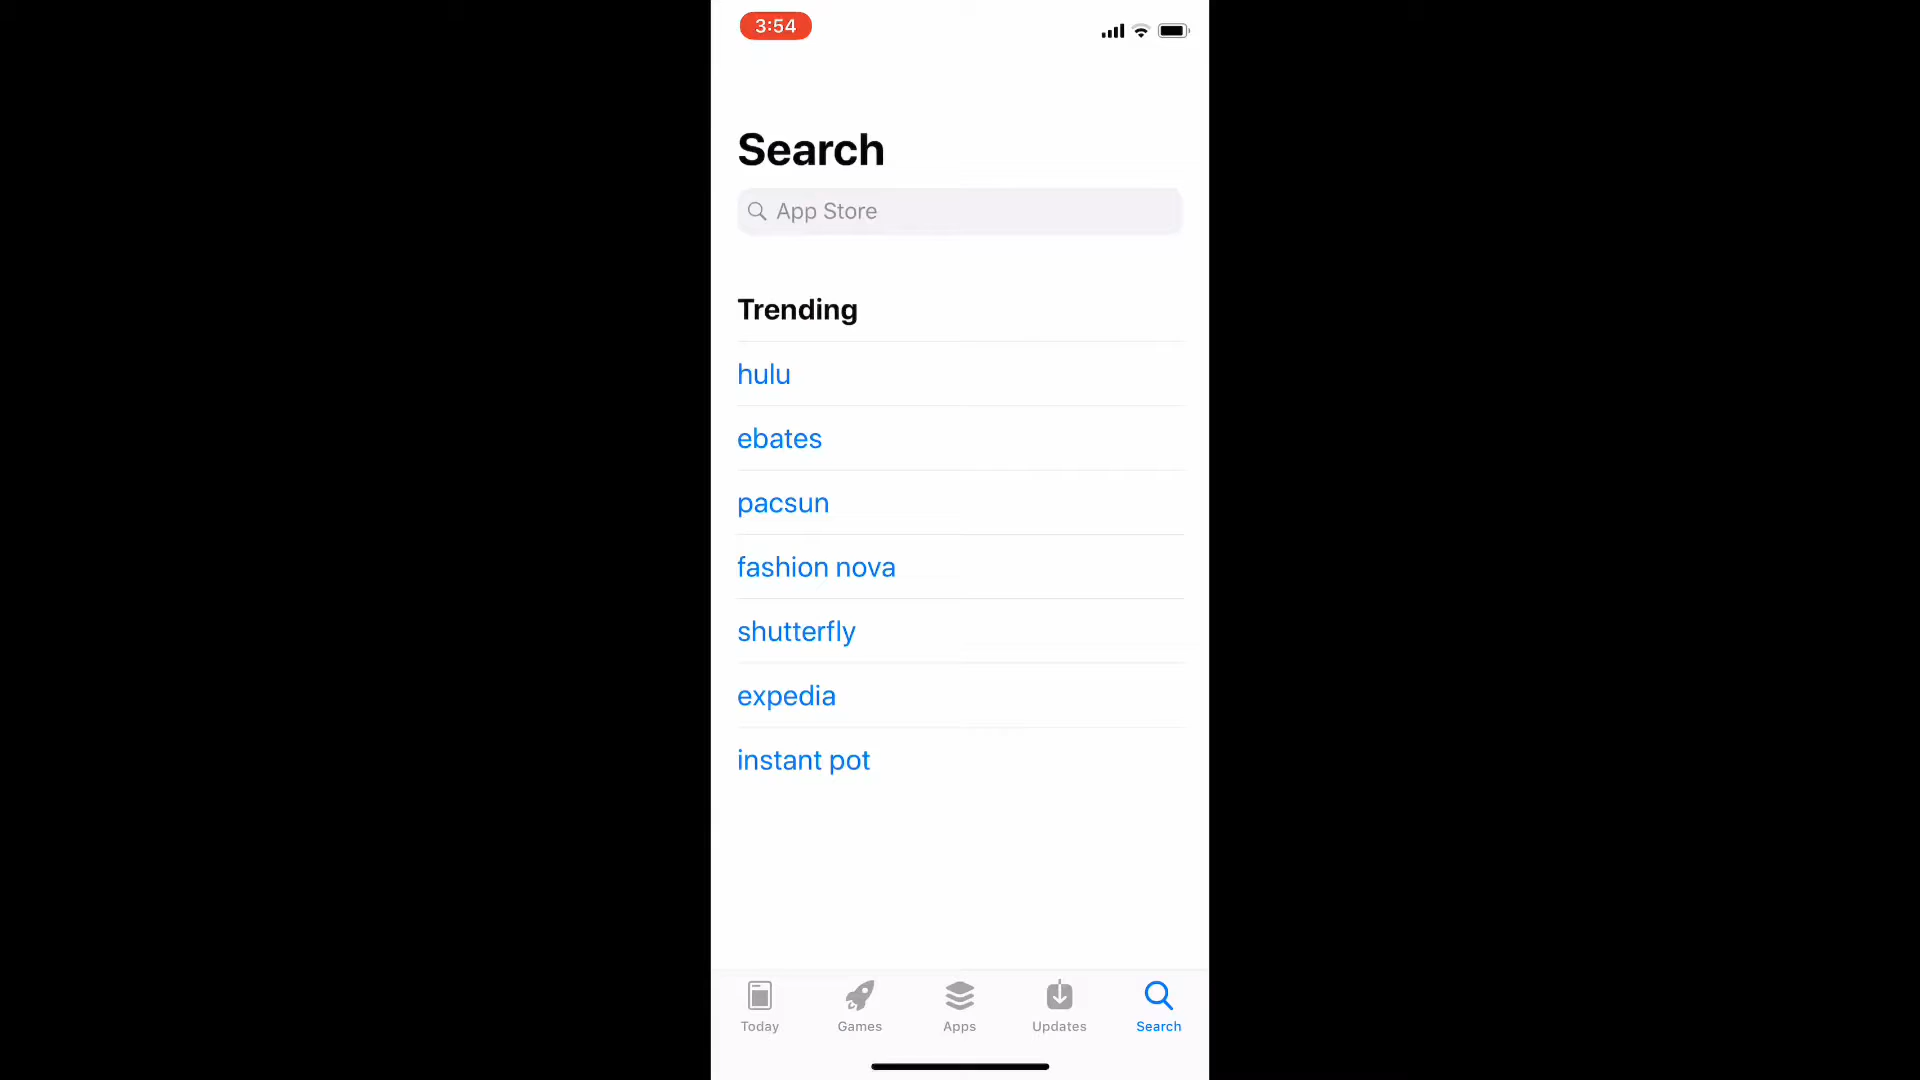 3:54
Search
App Store
Trending
hulu
ebates
pacsun
fashion nova
shutterfly
expedia
instant pot
Today Games Apps Updates Search